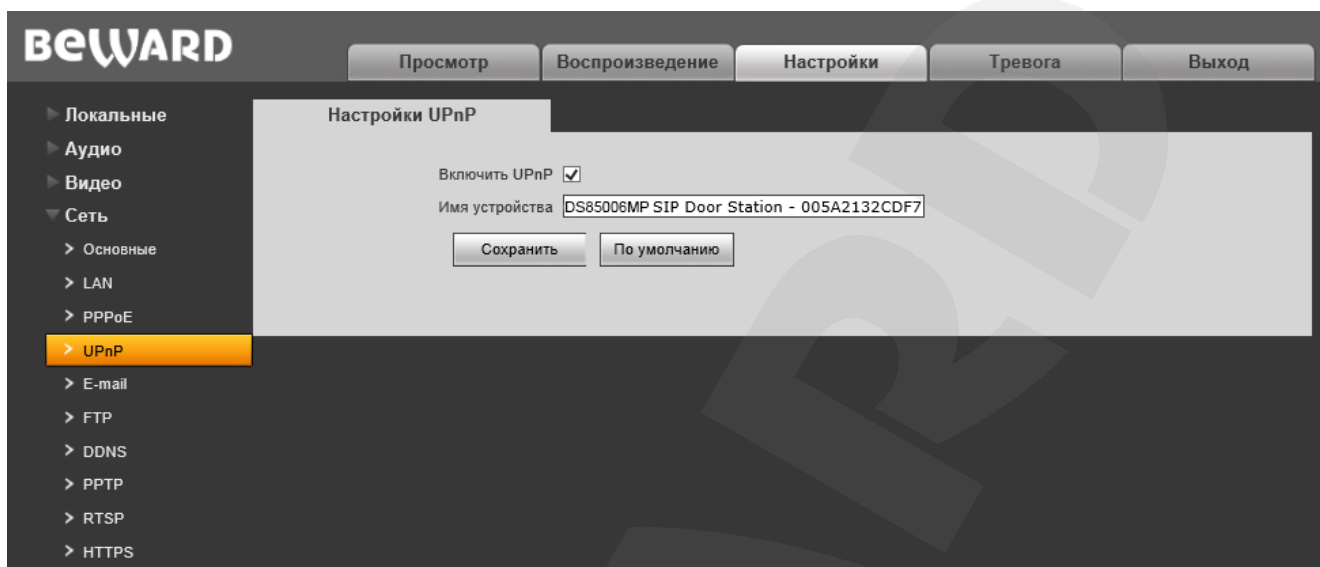 BEWARD
Просмотр Воспроизведение Настройки Тревога Выход
Локальные
Аудио
Видео
Сеть
Основные
LAN
PPPoE
UPnP
E-mail
FTP
DDNS
PPTP
RTSP
HTTPS
Настройки UPnP
Включить UPnP
Имя устройства DS85006MP SIP Door Station - 005A2132CDF7
Сохранить По умолчанию